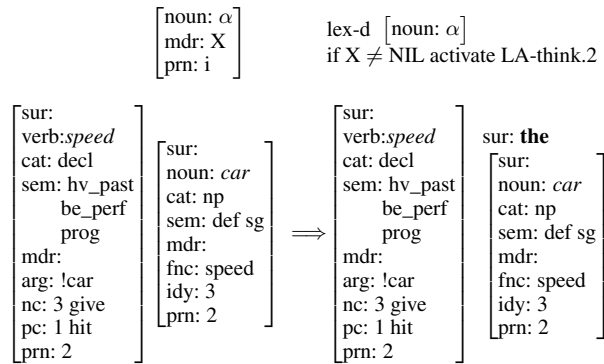 noun: α
mdr: X
prn: i
lex-d [noun: α]
if X ≠ NIL activate LA-think.2
sur:
verb:speed
cat: decl
sem: hv_past
be_perf
prog
mdr:
arg: !car
nc: 3 give
pc: 1 hit
prn: 2
sur:
noun: car
cat: np
sem: def sg
mdr:
fnc: speed
idy: 3
prn: 2
⟹
sur:
verb:speed
cat: decl
sem: hv_past
be_perf
prog
mdr:
arg: !car
nc: 3 give
pc: 1 hit
prn: 2
sur: the
sur:
noun: car
cat: np
sem: def sg
mdr:
fnc: speed
idy: 3
prn: 2